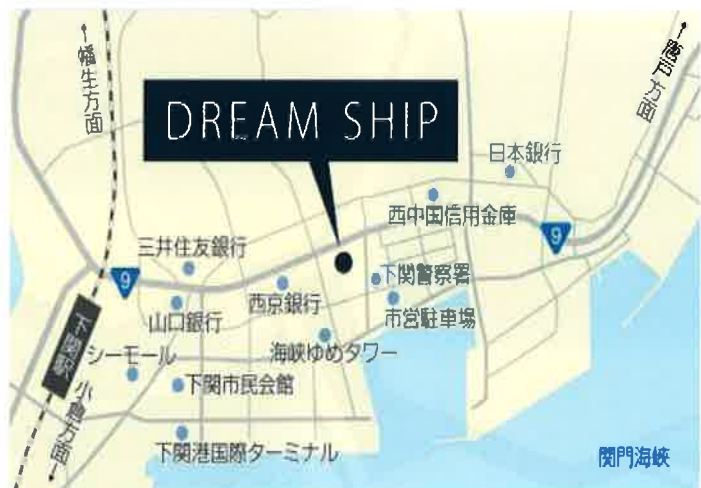 ←幡生方面
←唐戸方面
DREAM SHIP
日本銀行
西中国信用金庫
9
三井住友銀行
9
下関警察署
西京銀行
山口銀行
市営駐車場
下関駅
シーモール
海峡ゆめタワー
下関市民会館
小倉方面→
下関港国際ターミナル
関門海峡